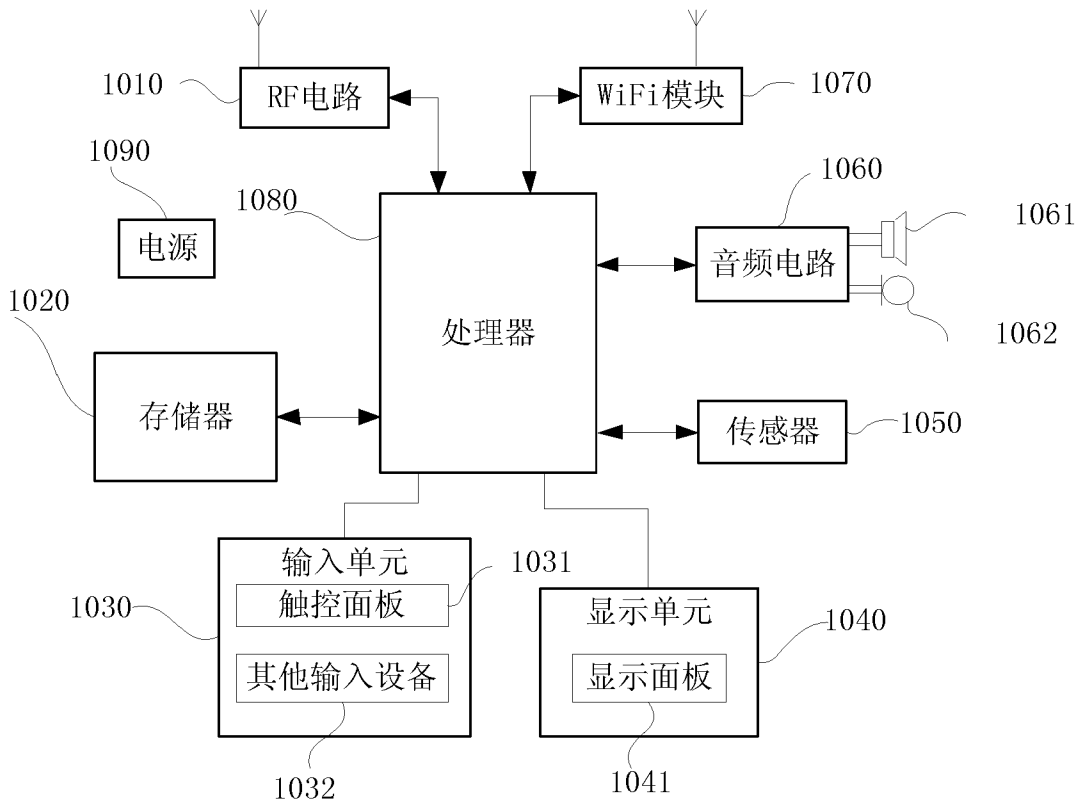 1010
RF电路
WiFi模块
1070
1090
电源
1080
1060
音频电路
1061
1062
1020
存储器
处理器
传感器
1050
输入单元
1031
触控面板
1030
其他输入设备
1032
显示单元
1040
显示面板
1041